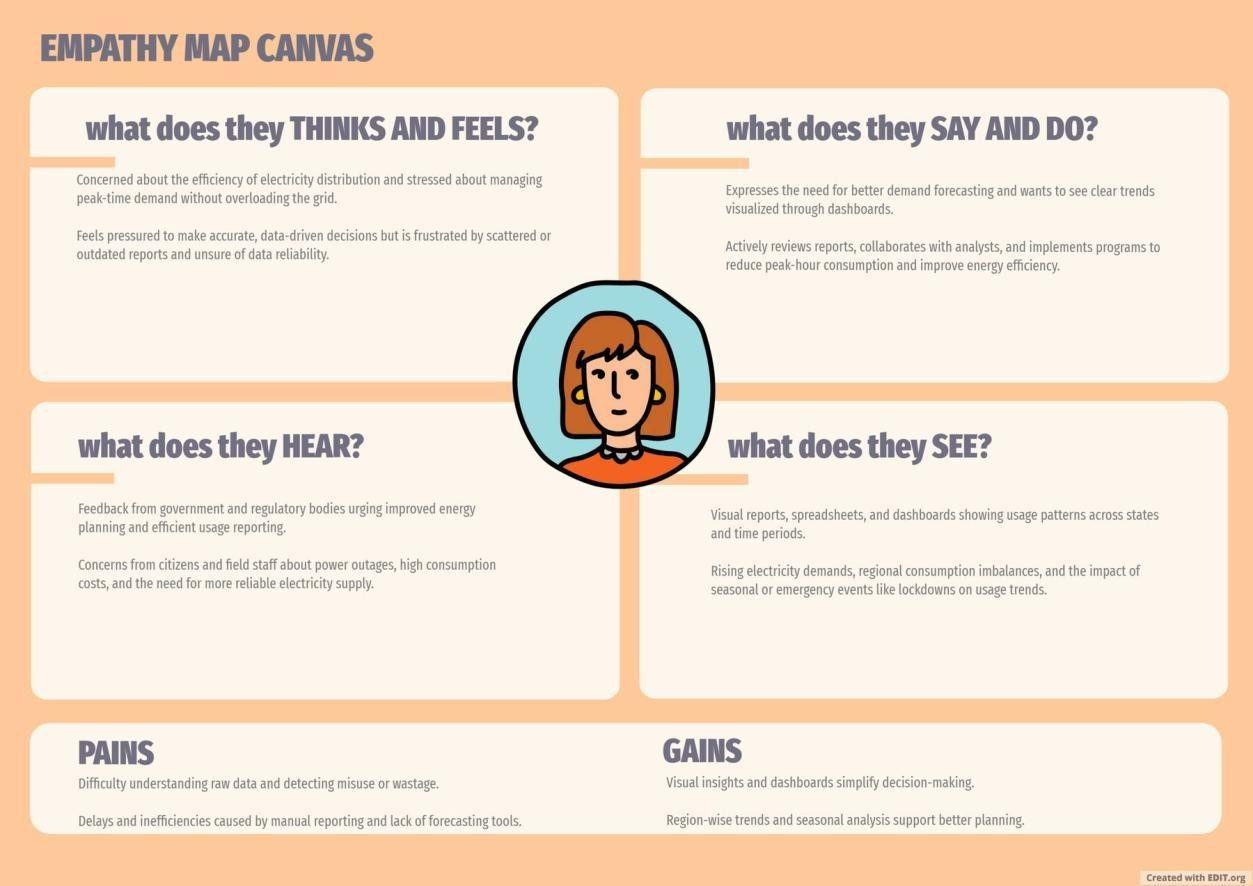 EMPATHY MAP CANVAS
what does they THINKS AND FEELS?
Concerned about the efficiency of electricity distribution and stressed about managing
peak-time demand without overloading the grid.
Feels pressured to make accurate, data-driven decisions but is frustrated by scattered or
outdated reports and unsure of data reliability.
what does they SAY AND DO?
Expresses the need for better demand forecasting and wants to see clear trends
visualized through dashboards.
Actively reviews reports, collaborates with analysts, and implements programs to
reduce peak-hour consumption and improve energy efficiency.
what does they HEAR?
Feedback from government and regulatory bodies urging improved energy
planning and efficient usage reporting.
Concerns from citizens and field staff about power outages, high consumption
costs, and the need for more reliable electricity supply.
what does they SEE?
Visual reports, spreadsheets, and dashboards showing usage patterns across states
and time periods.
Rising electricity demands, regional consumption imbalances, and the impact of
seasonal or emergency events like lockdowns on usage trends.
PAINS
Difficulty understanding raw data and detecting misuse or wastage.
Delays and inefficiencies caused by manual reporting and lack of forecasting tools.
GAINS
Visual insights and dashboards simplify decision-making.
Region-wise trends and seasonal analysis support better planning.
Created with EDIT.org